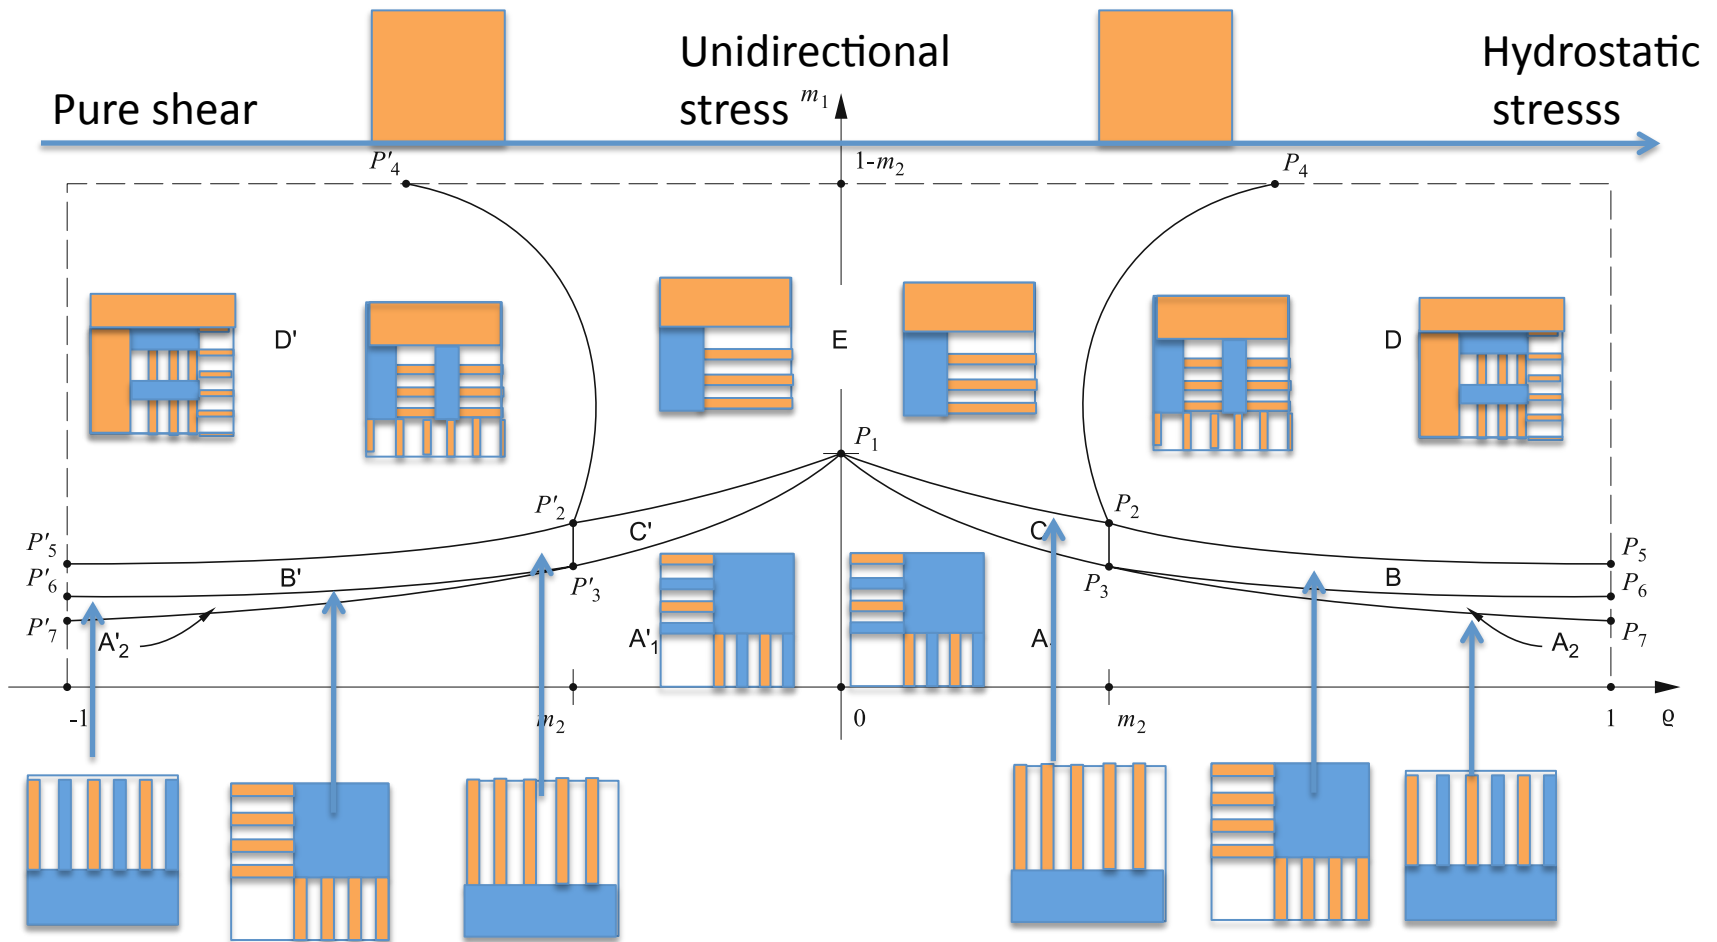 Unidirectional
Hydrostatic
Pure shear
stress
m₁
stresss
P'₄
1-m₂
P₄
D'
E
D
P₁
P'₂
P₂
C'
C
P'₅
P₅
P'₆
B'
P'₃
P₃
B
P₆
P'₇
A'₂
A'₁
A
A₂
P₇
-1
m₂
0
m₂
1
ϱ